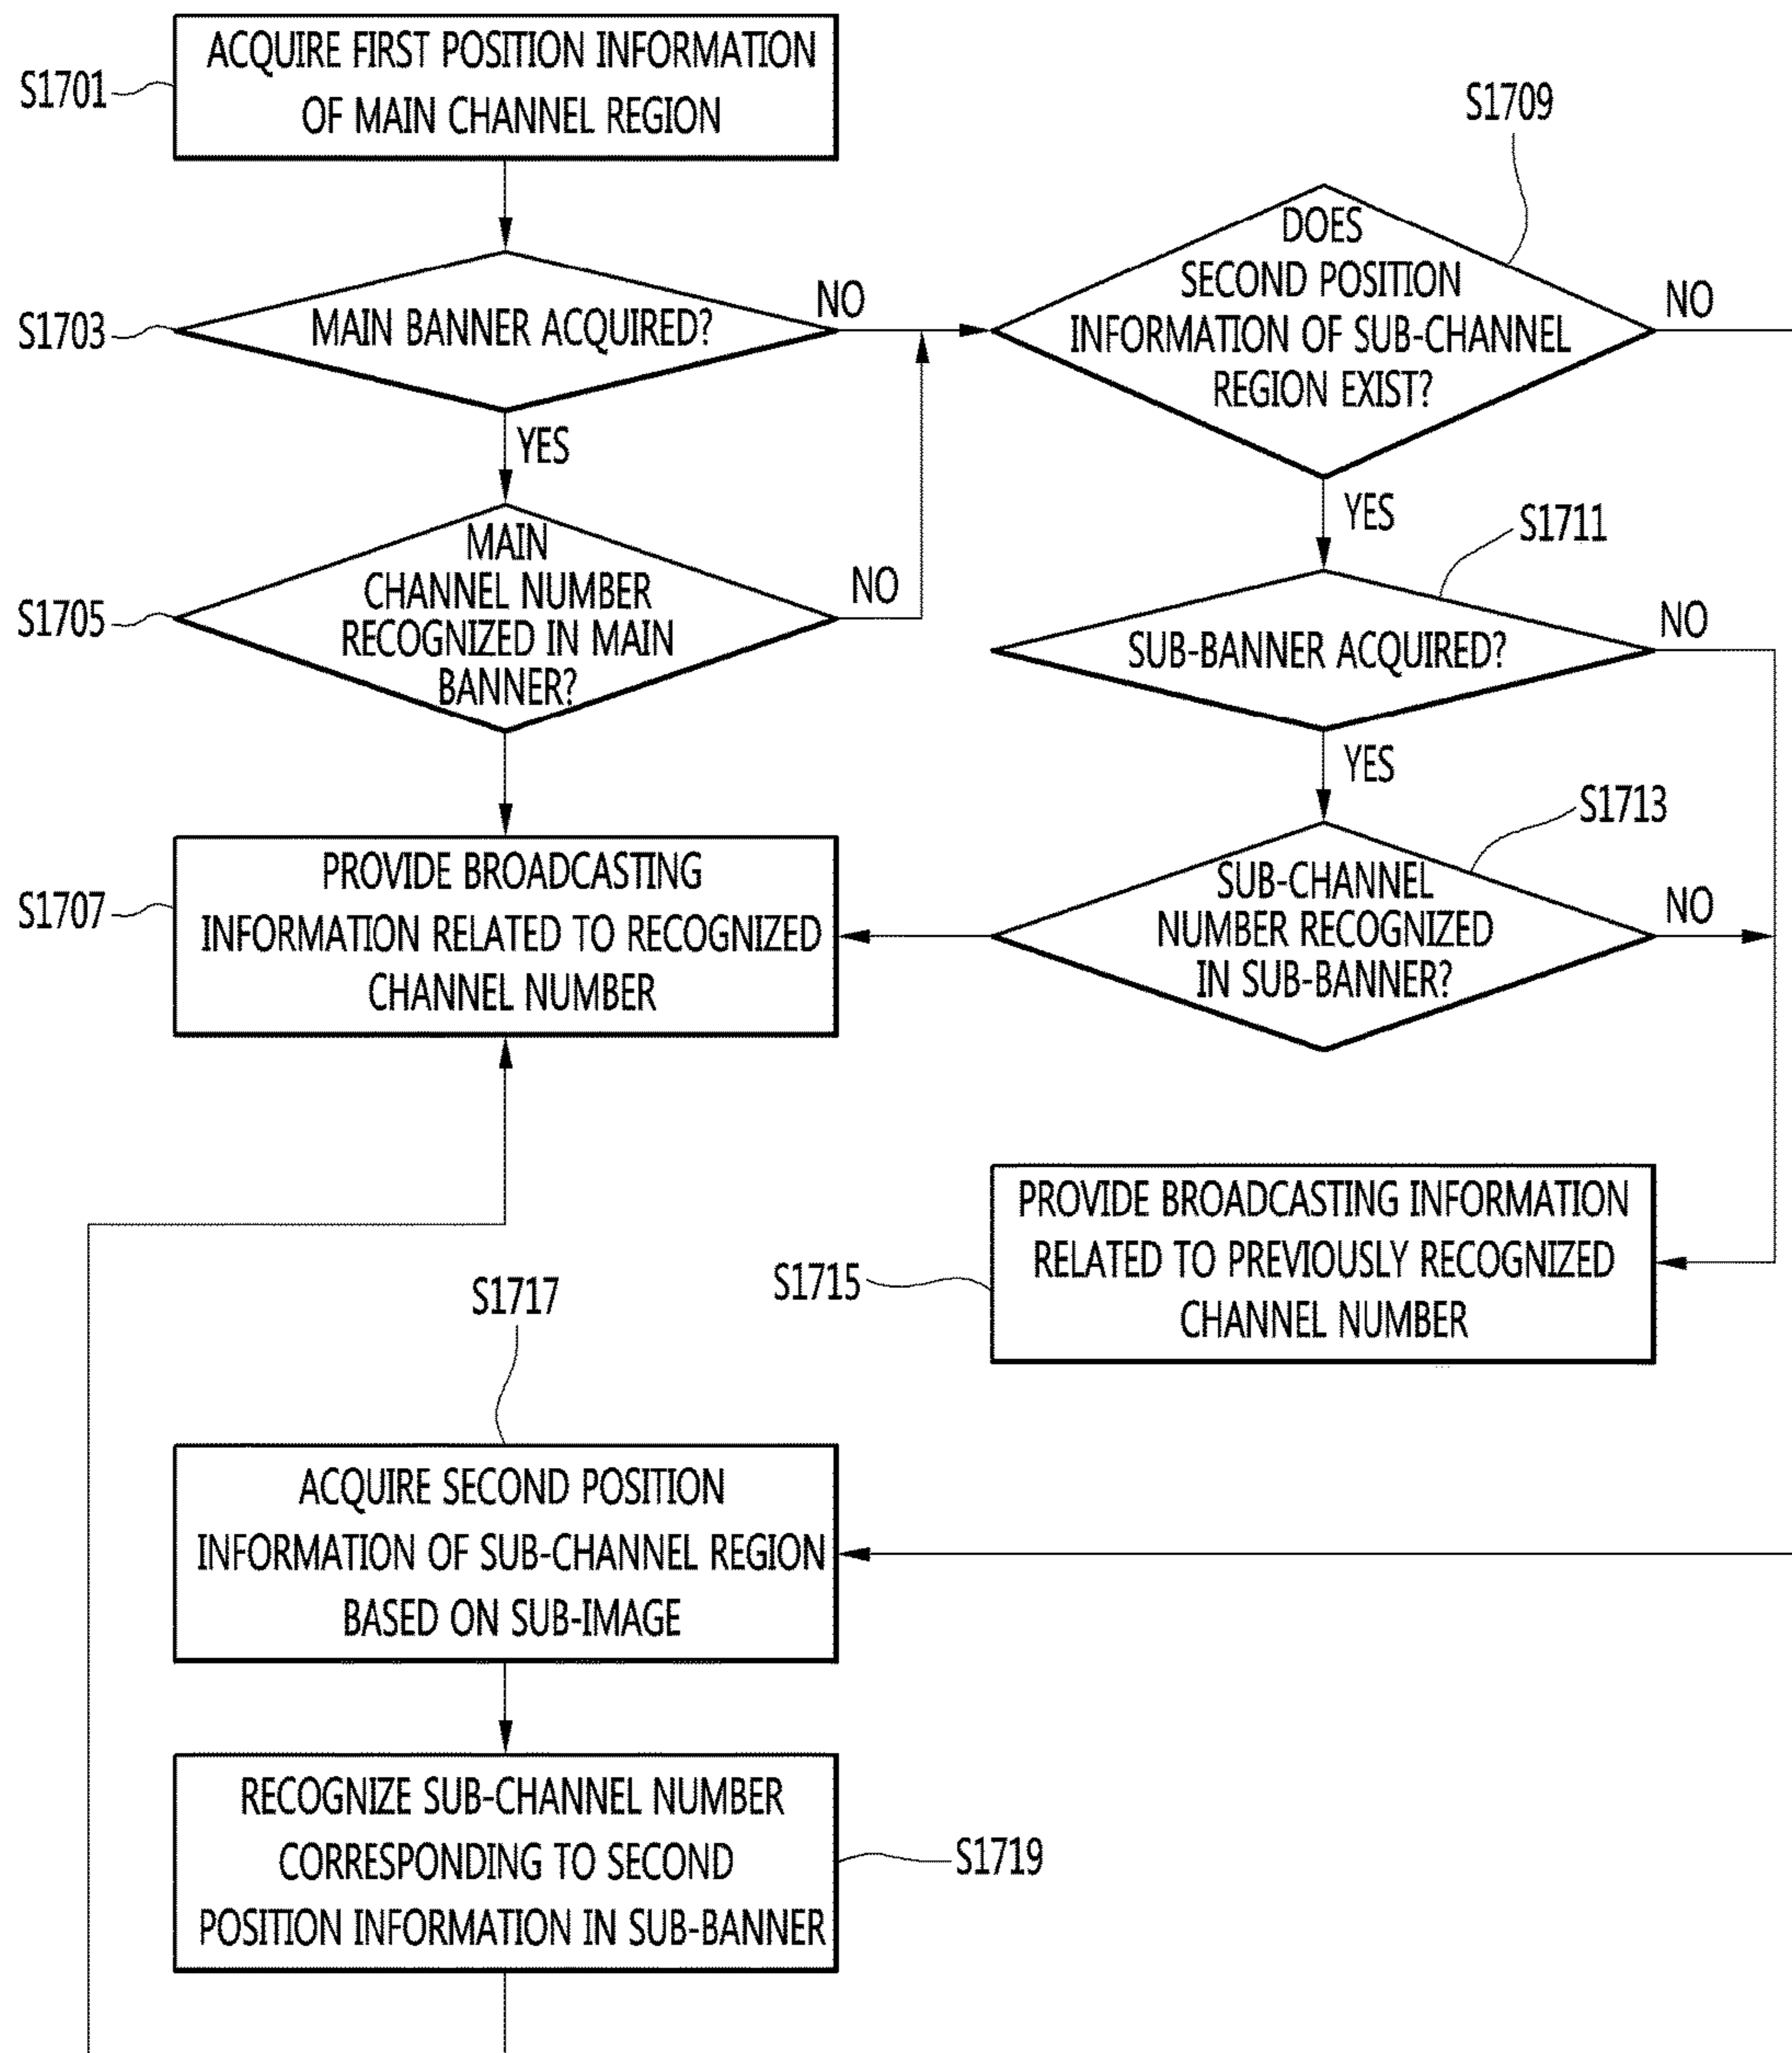 S1701
ACQUIRE FIRST POSITION INFORMATION
OF MAIN CHANNEL REGION
S1703
MAIN BANNER ACQUIRED?
NO
YES
S1705
MAIN
CHANNEL NUMBER
RECOGNIZED IN MAIN
BANNER?
NO
S1707
PROVIDE BROADCASTING
INFORMATION RELATED TO RECOGNIZED
CHANNEL NUMBER
S1709
DOES
SECOND POSITION
INFORMATION OF SUB-CHANNEL
REGION EXIST?
NO
YES
S1711
SUB-BANNER ACQUIRED?
NO
YES
S1713
SUB-CHANNEL
NUMBER RECOGNIZED
IN SUB-BANNER?
NO
S1715
PROVIDE BROADCASTING INFORMATION
RELATED TO PREVIOUSLY RECOGNIZED
CHANNEL NUMBER
S1717
ACQUIRE SECOND POSITION
INFORMATION OF SUB-CHANNEL REGION
BASED ON SUB-IMAGE
RECOGNIZE SUB-CHANNEL NUMBER
CORRESPONDING TO SECOND
POSITION INFORMATION IN SUB-BANNER
S1719